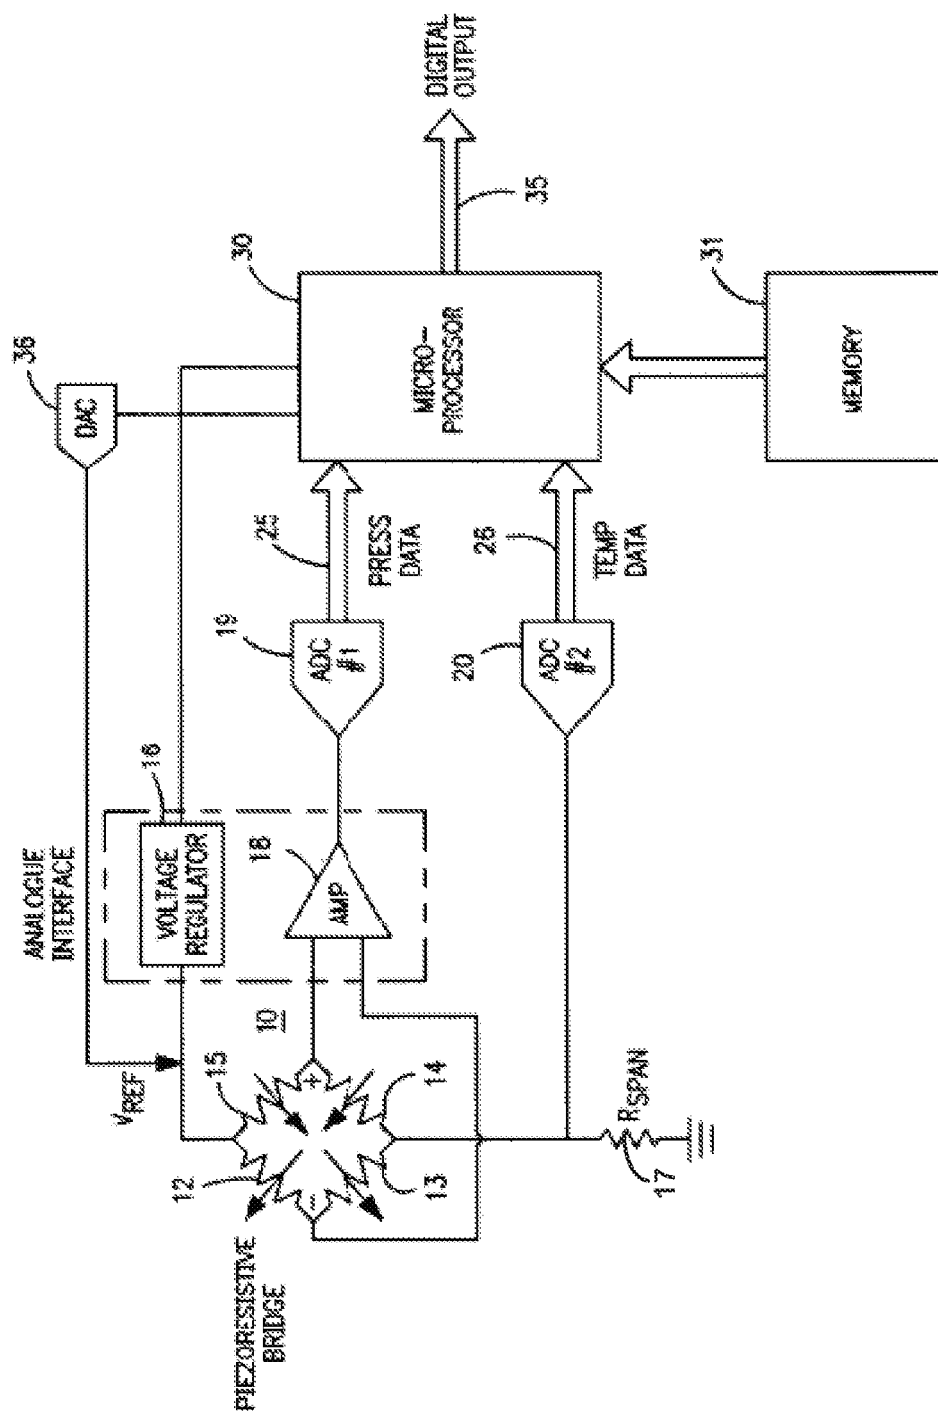 36
DAC
ANALOGUE
INTERFACE
16
VOLTAGE
REGULATOR
VREF
10
15
12
14
13
+
-
PIEZORESISTIVE
BRIDGE
18
AMP
19
ADC
#1
25
PRESS
DATA
20
ADC
#2
26
TEMP
DATA
RSPAN
17
30
MICRO-
PROCESSOR
35
DIGITAL
OUTPUT
31
MEMORY